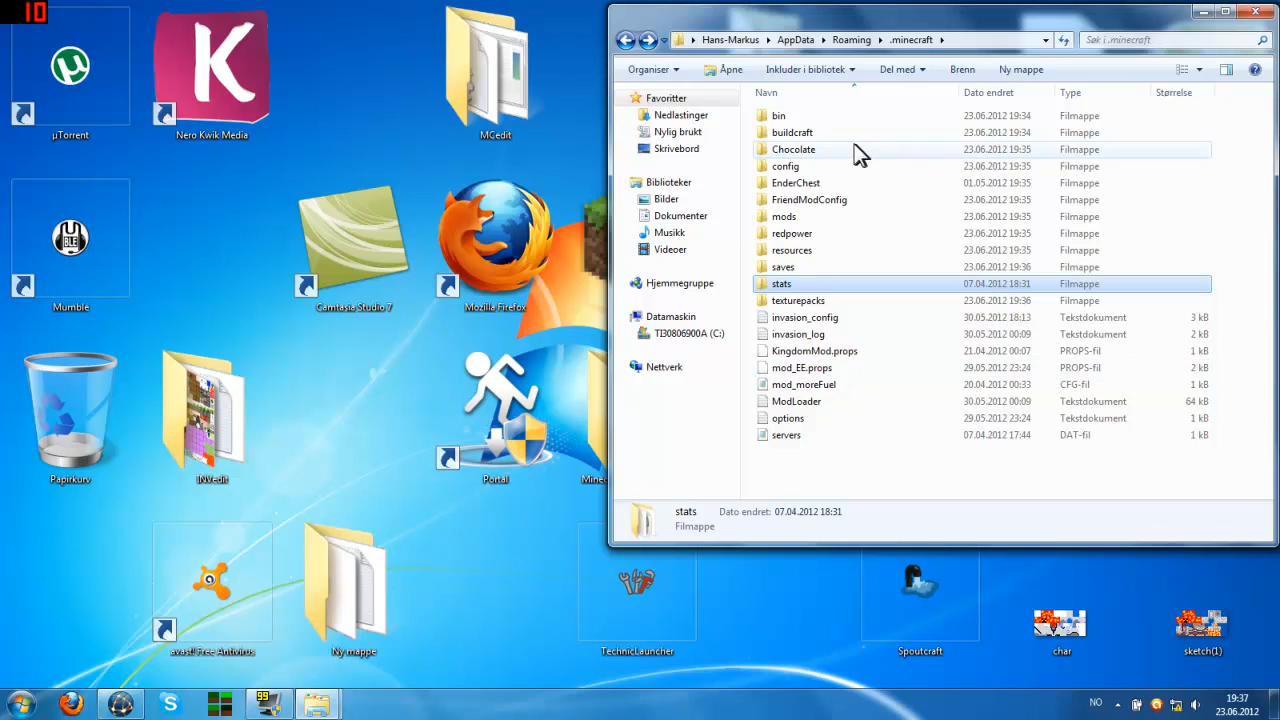 10
µTorrent
K
Nero Kwik Media
MCedit
BLE
Mumble
Camtasia Studio 7
Mozilla Firefox
Papirkurv
INVedit
Portal
Minec
avast! Free Antivirus
Ny mappe
TechnicLauncher
Spoutcraft
char
sketch(1)
Hans-Markus AppData Roaming .minecraft
Søk i .minecraft
Organiser Åpne Inkluder i bibliotek Del med Brenn Ny mappe
Favoritter
Nedlastinger
Nylig brukt
Skrivebord
Biblioteker
Bilder
Dokumenter
Musikk
Videoer
Hjemmegruppe
Datamaskin
TI30806900A (C:)
Nettverk
Navn Dato endret Type Størrelse
bin 23.06.2012 19:34 Filmappe
buildcraft 23.06.2012 19:34 Filmappe
Chocolate 23.06.2012 19:35 Filmappe
config 23.06.2012 19:35 Filmappe
EnderChest 01.05.2012 19:35 Filmappe
FriendModConfig 23.06.2012 19:35 Filmappe
mods 23.06.2012 19:35 Filmappe
redpower 23.06.2012 19:35 Filmappe
resources 23.06.2012 19:35 Filmappe
saves 23.06.2012 19:36 Filmappe
stats 07.04.2012 18:31 Filmappe
texturepacks 23.06.2012 19:36 Filmappe
invasion_config 30.05.2012 18:13 Tekstdokument 3 kB
invasion_log 30.05.2012 00:09 Tekstdokument 2 kB
KingdomMod.props 21.04.2012 00:07 PROPS-fil 1 kB
mod_EE.props 29.05.2012 23:24 PROPS-fil 2 kB
mod_moreFuel 20.04.2012 00:33 CFG-fil 1 kB
ModLoader 30.05.2012 00:09 Tekstdokument 64 kB
options 29.05.2012 23:24 Tekstdokument 1 kB
servers 07.04.2012 17:44 DAT-fil 1 kB
stats Dato endret: 07.04.2012 18:31
Filmappe
99
NO
19:37
23.06.2012